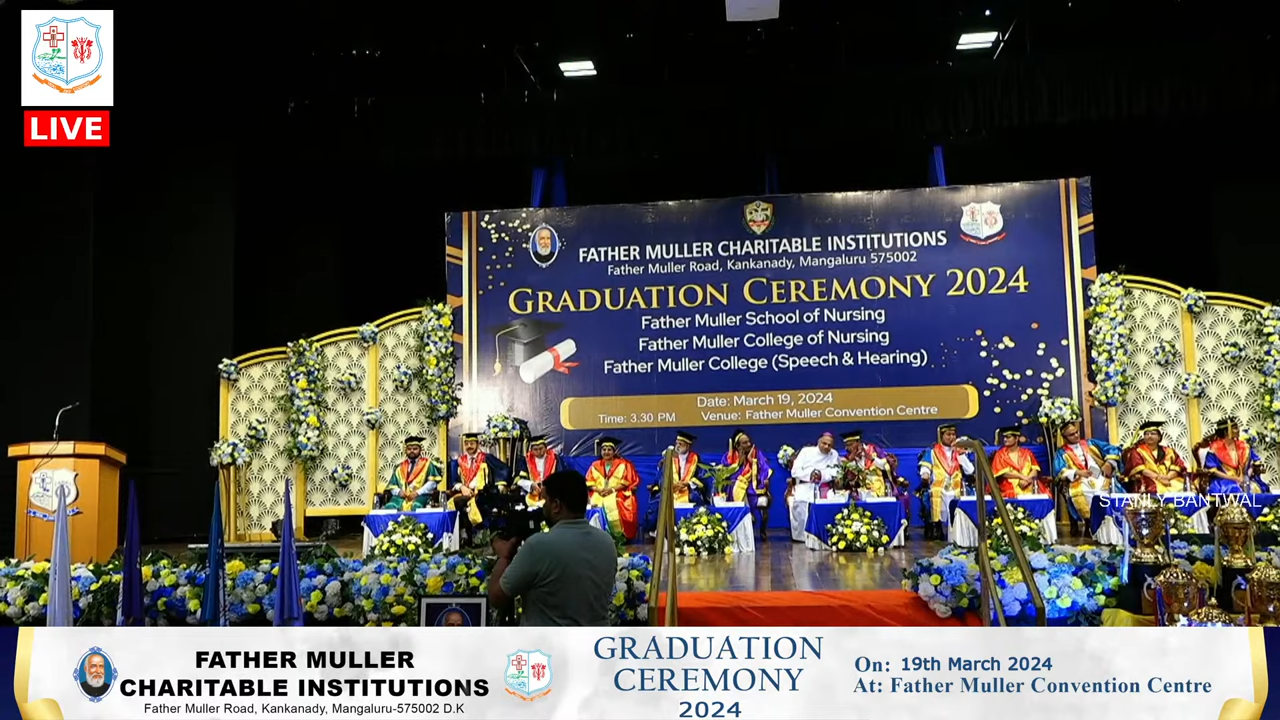 LIVE
FATHER MULLER CHARITABLE INSTITUTIONS
Father Muller Road, Kankanady, Mangaluru 575002
GRADUATION CEREMONY 2024
Father Muller School of Nursing
Father Muller College of Nursing
Father Muller College (Speech & Hearing)
Date: March 19, 2024
Time: 3.30 PM Venue: Father Muller Convention Centre
STANLY BANTWAL
FATHER MULLER
CHARITABLE INSTITUTIONS
Father Muller Road, Kankanady, Mangaluru-575002 D.K
GRADUATION
CEREMONY
2024
On: 19th March 2024
At: Father Muller Convention Centre